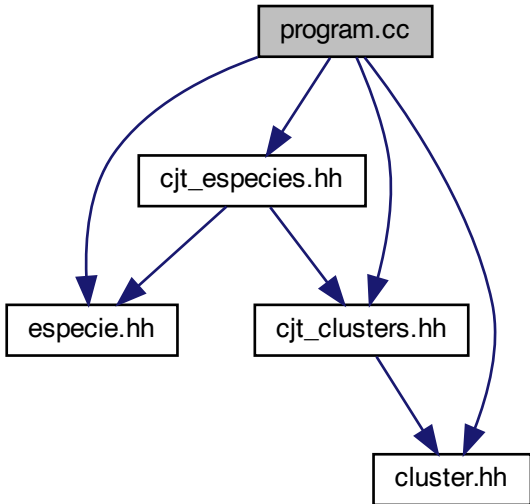 program.cc
cjt_especies.hh
especie.hh
cjt_clusters.hh
cluster.hh